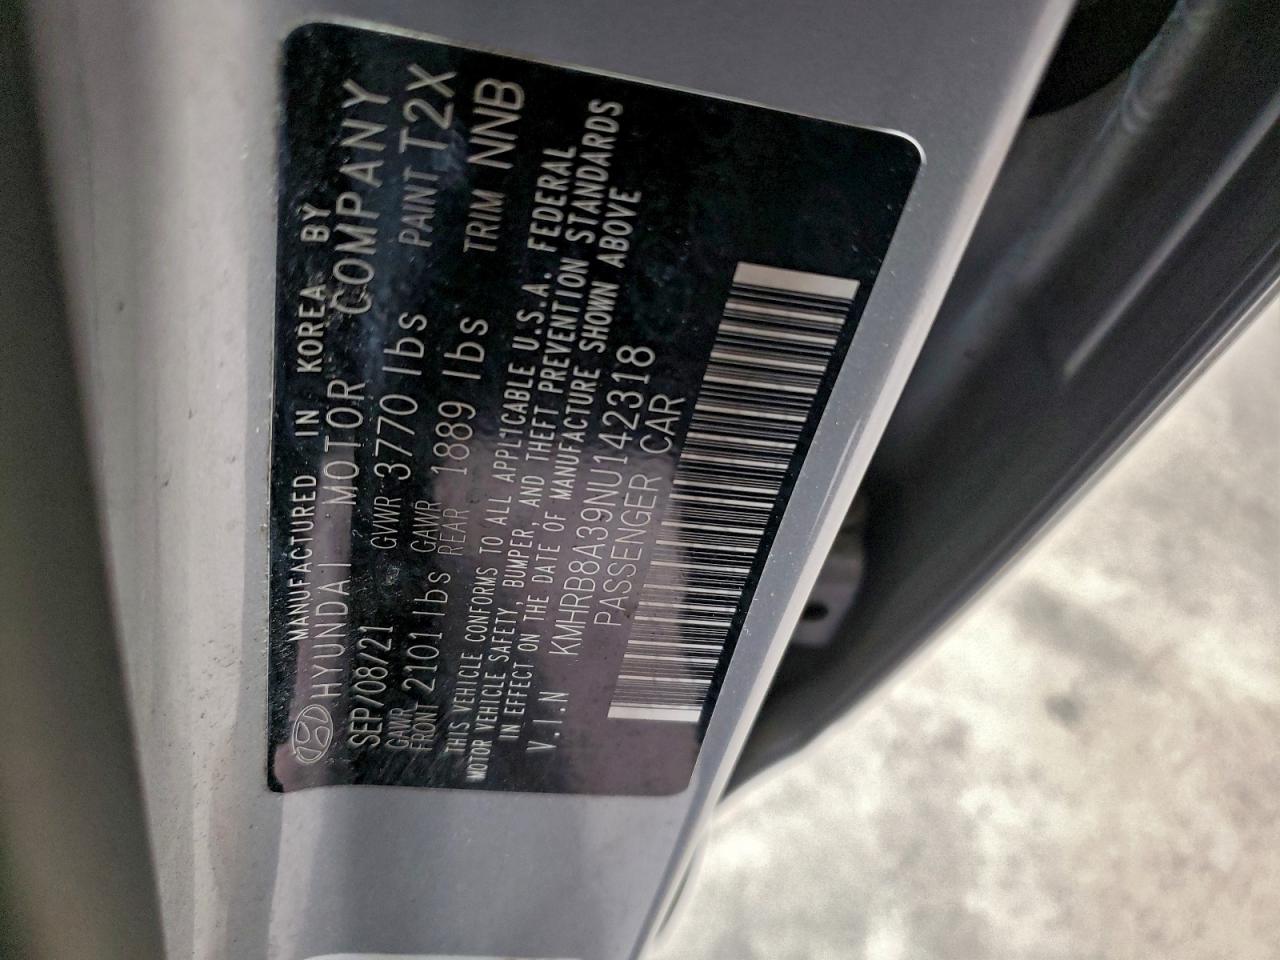 MANUFACTURED IN KOREA BY
HYUNDAI MOTOR COMPANY
SEP/08/21 GVWR 3770 lbs PAINT T2X
GAWR FRONT 2101 lbs GAWR REAR 1889 lbs TRIM NNB
THIS VEHICLE CONFORMS TO ALL APPLICABLE U.S.A. FEDERAL
MOTOR VEHICLE SAFETY, BUMPER, AND THEFT PREVENTION STANDARDS
IN EFFECT ON THE DATE OF MANUFACTURE SHOWN ABOVE
V.I.N KMHRB8A39NU142318
PASSENGER CAR